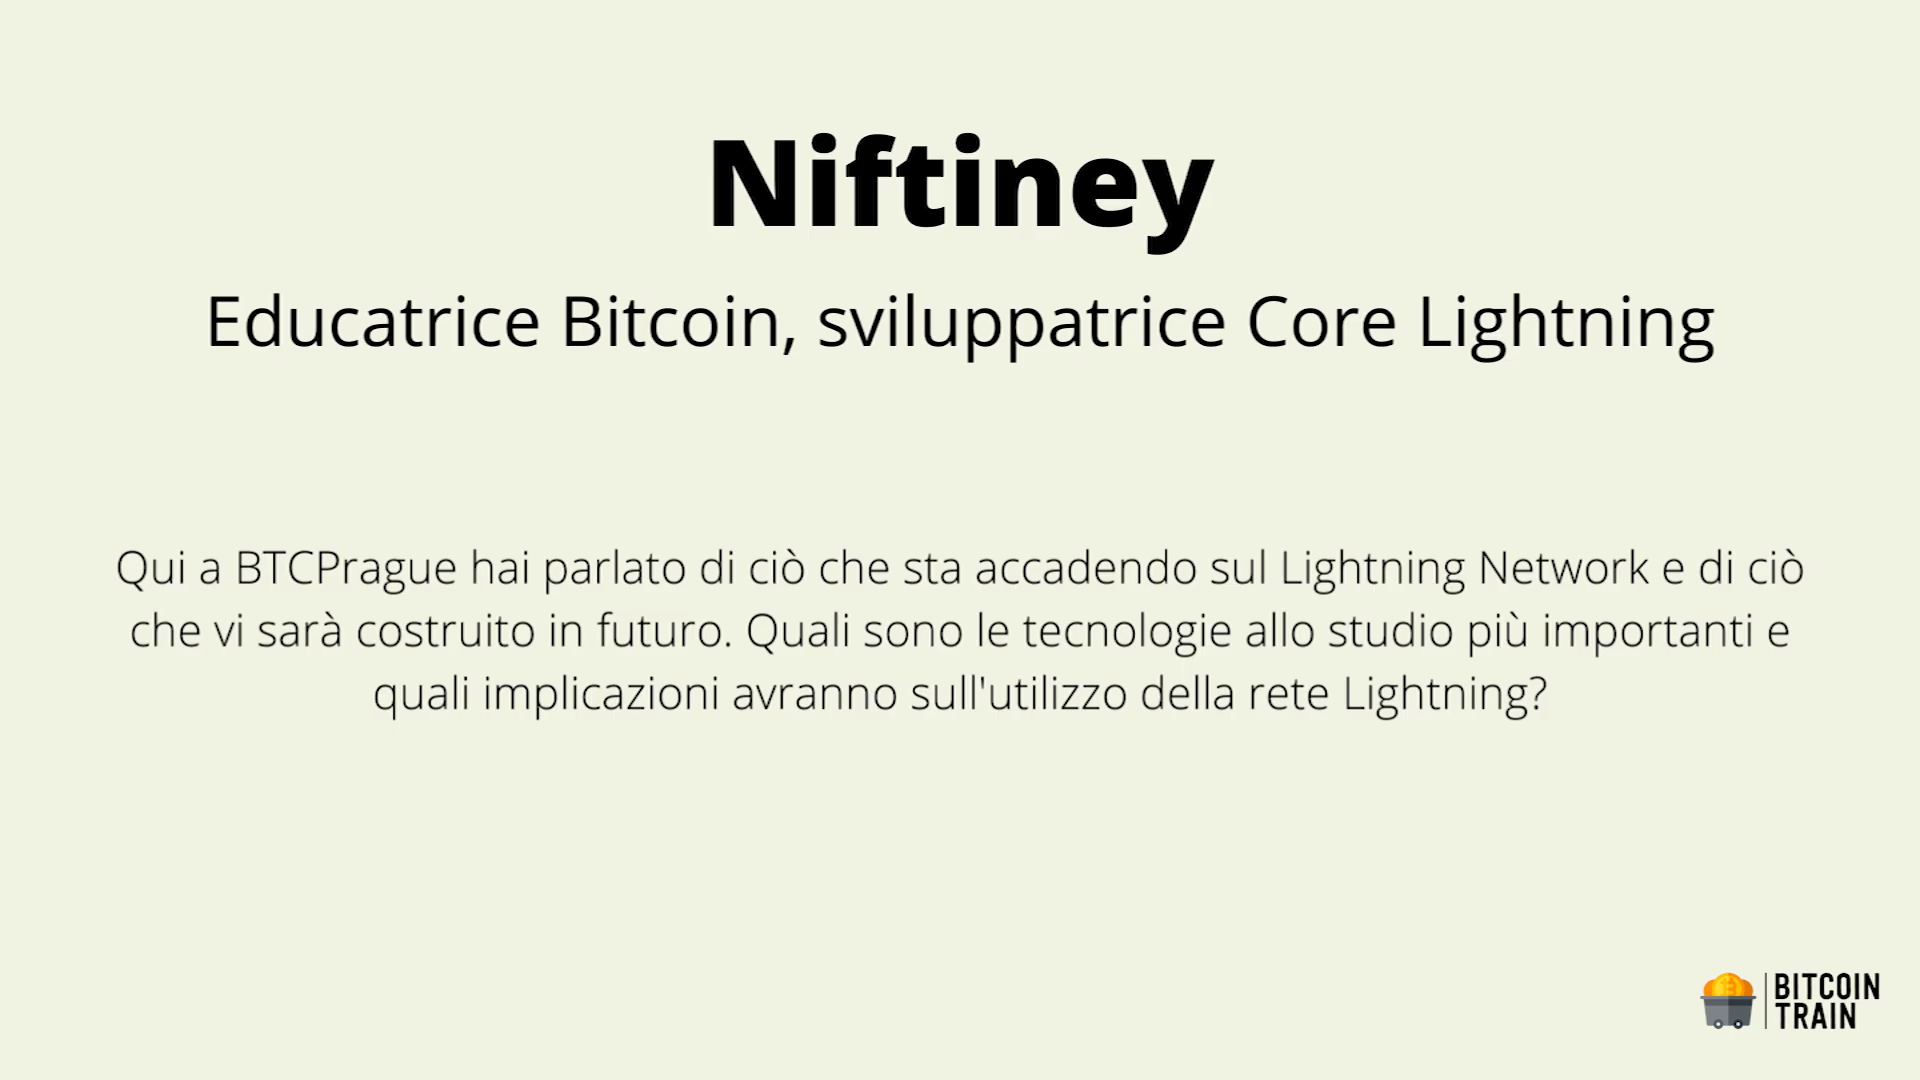 Niftiney
Educatrice Bitcoin, sviluppatrice Core Lightning
Qui a BTCPrague hai parlato di ciò che sta accadendo sul Lightning Network e di ciò
che vi sarà costruito in futuro. Quali sono le tecnologie allo studio più importanti e
quali implicazioni avranno sull'utilizzo della rete Lightning?
BITCOIN
TRAIN